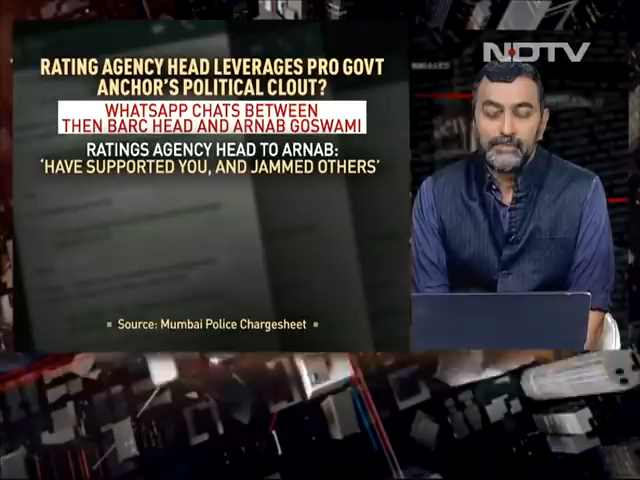 NDTV
RATING AGENCY HEAD LEVERAGES PRO GOVT
ANCHOR'S POLITICAL CLOUT?
WHATSAPP CHATS BETWEEN
THEN BARC HEAD AND ARNAB GOSWAMI
RATINGS AGENCY HEAD TO ARNAB:
'HAVE SUPPORTED YOU, AND JAMMED OTHERS'
Source: Mumbai Police Chargesheet